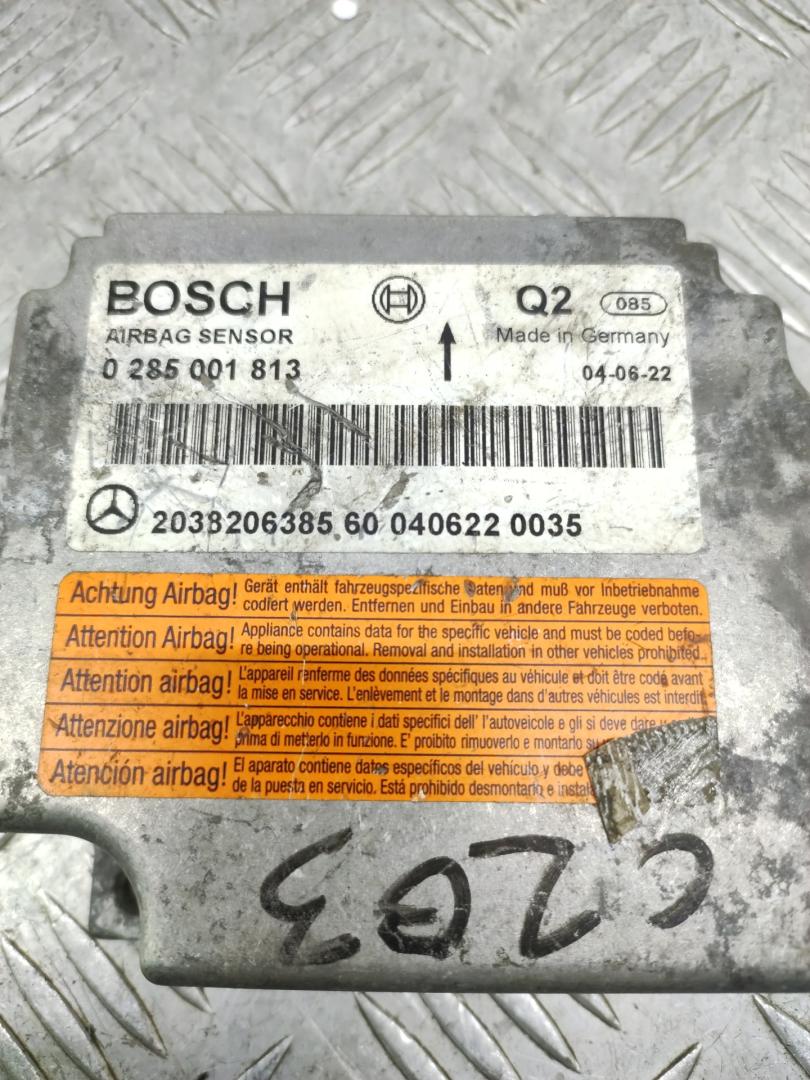 BOSCH Q2 085
AIRBAG SENSOR Made in Germany
0 285 001 813 04-06-22
2038206385 60 040622 0035
Achtung Airbag! Gerät enthält fahrzeugspezifische Daten und muß vor Inbetriebnahme
codiert werden. Entfernen und Einbau in andere Fahrzeuge verboten.
Attention Airbag! Appliance contains data for the specific vehicle and must be coded befo-
re being operational. Removal and installation in other vehicles prohibited.
Attention airbag! L'appareil renferme des données spécifiques au véhicule et doit être codé avant
la mise en service. L'enlèvement et le montage dans d'autres véhicules est interdit
Attenzione airbag! L'apparecchio contiene i dati specifici dell' l'autoveicole e gli si deve dare
prima di metterlo in funzione. E' proibito rimuoverlo e montarlo
Atención airbag! El aparato contiene datos específicos del vehículo y debe
de la puesta en servicio. Está prohibido desmontarlo e
C203